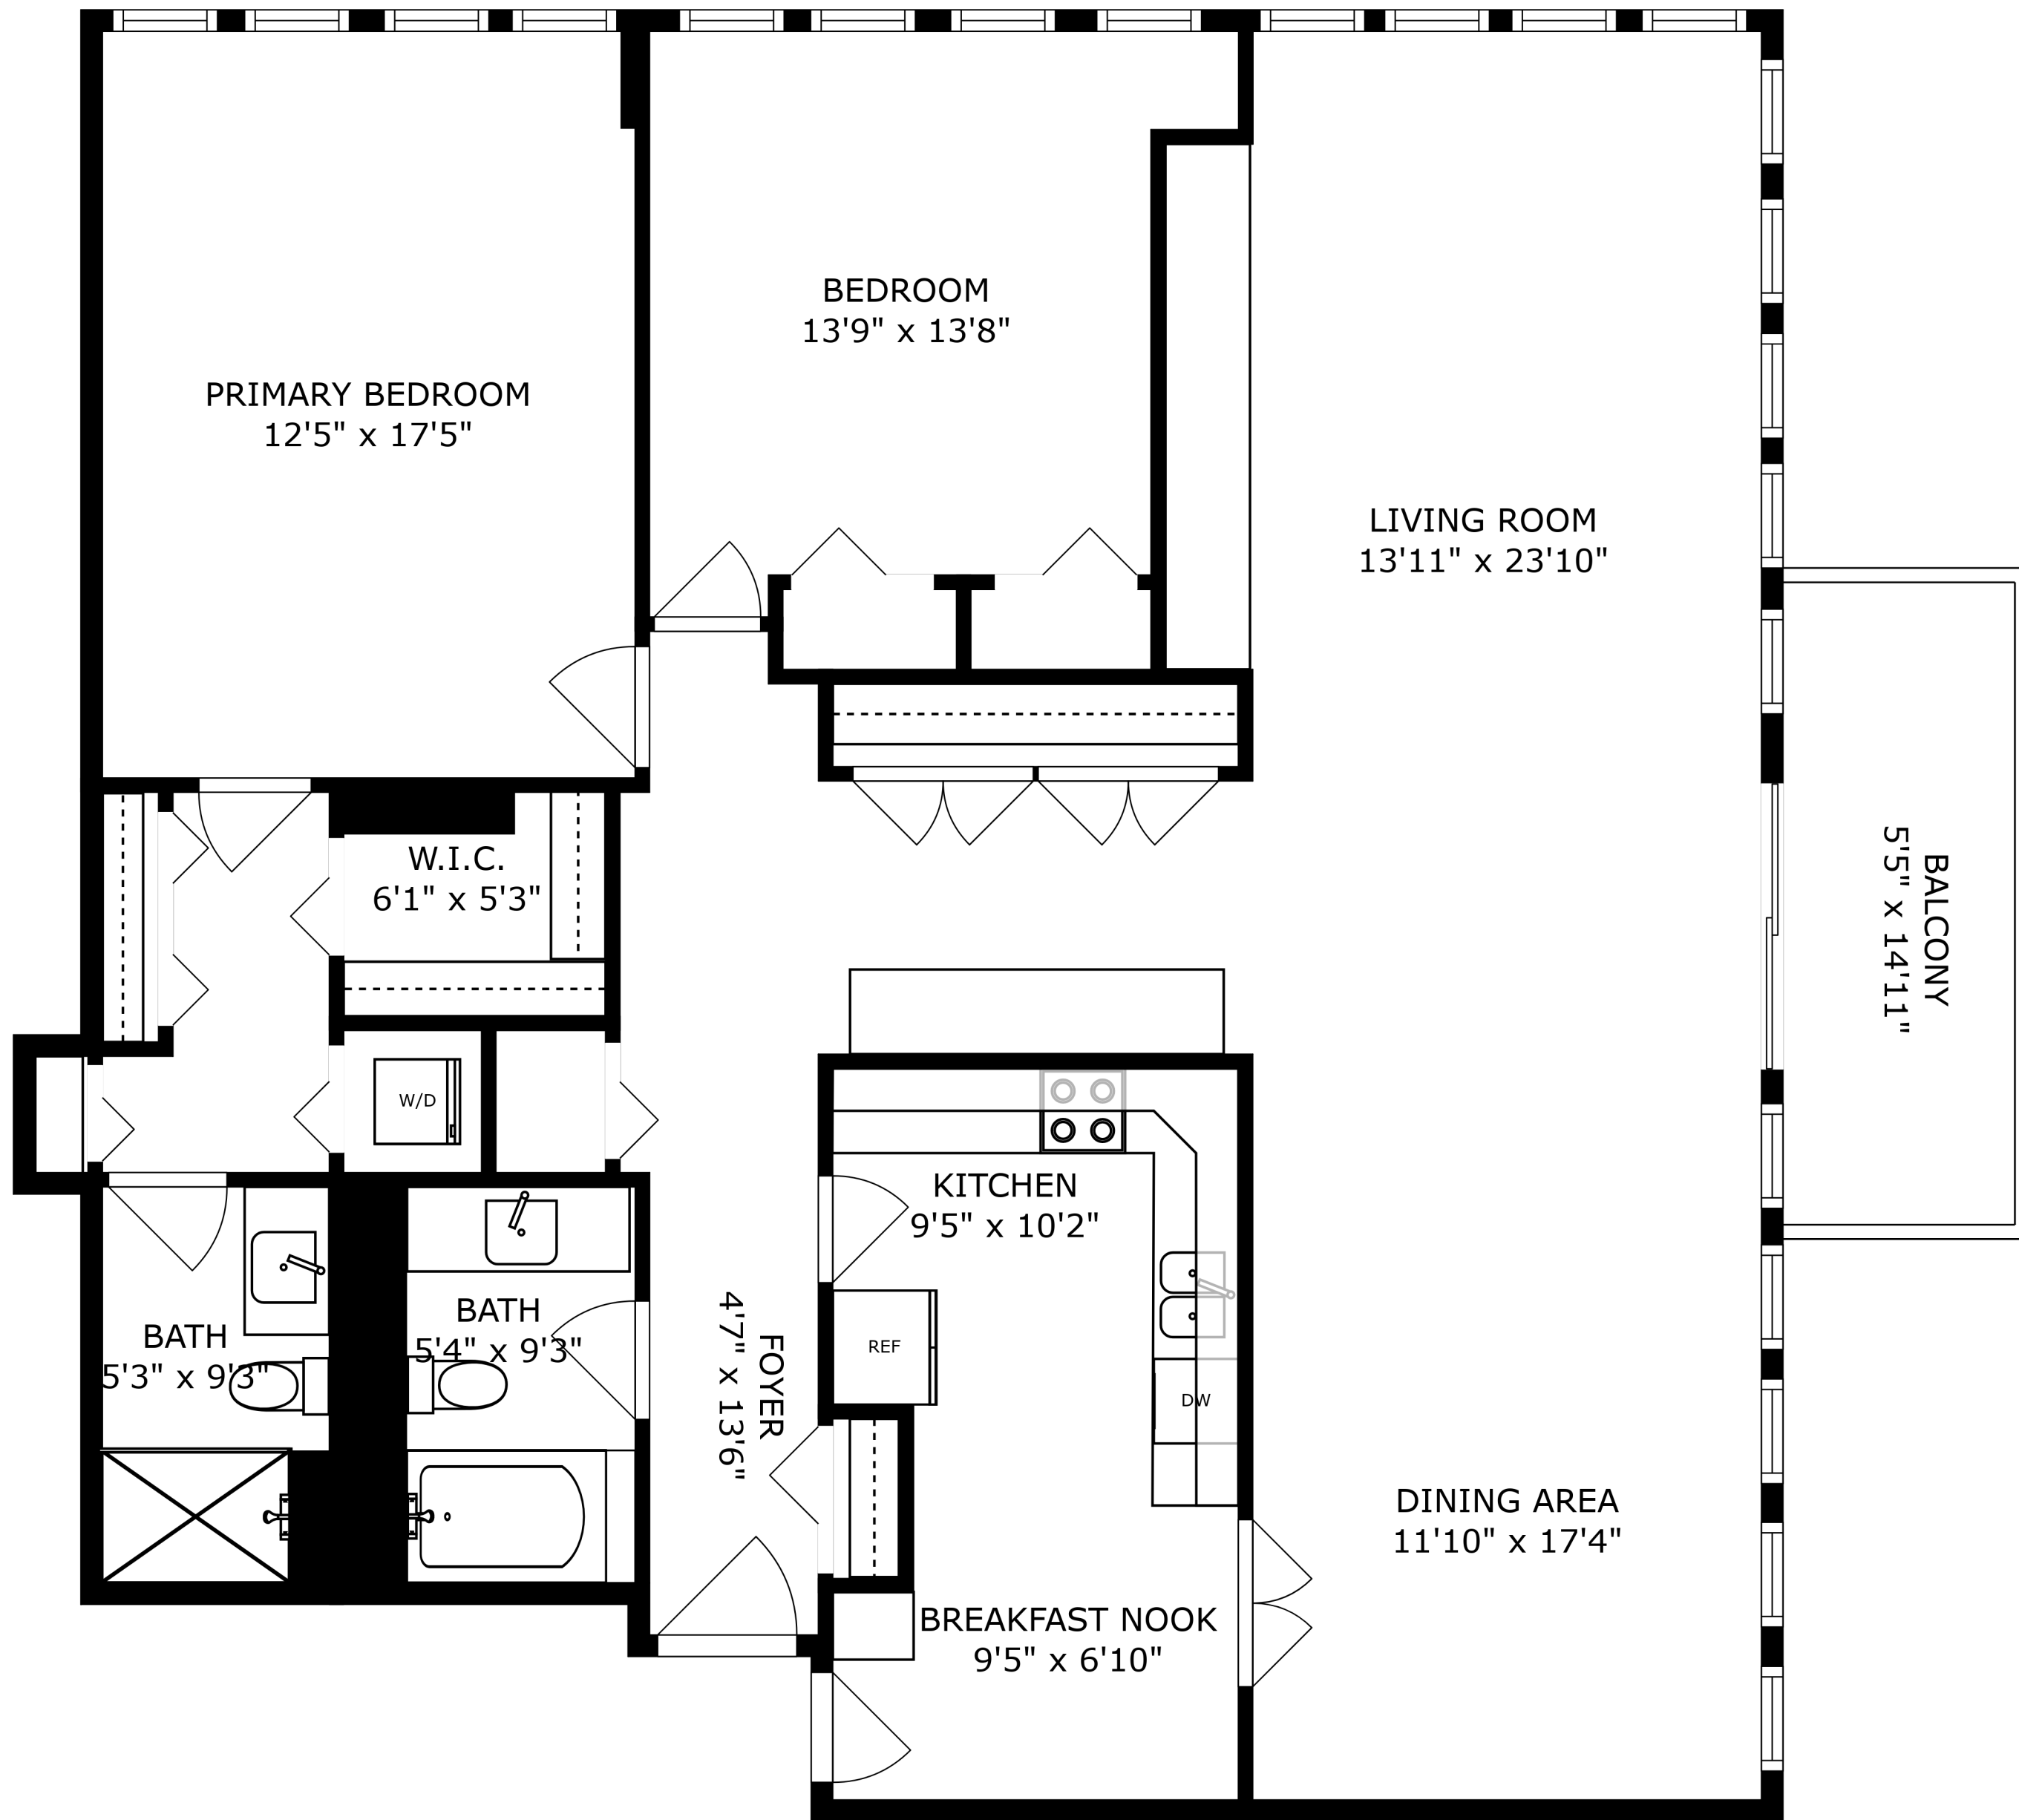 BEDROOM
13'9" x 13'8"
PRIMARY BEDROOM
12'5" x 17'5"
LIVING ROOM
13'11" x 23'10"
W.I.C.
6'1" x 5'3"
BALCONY
5'5" x 14'11"
W/D
KITCHEN
9'5" x 10'2"
BATH
5'3" x 9'3"
BATH
5'4" x 9'3"
FOYER
4'7" x 13'6"
REF
DW
DINING AREA
11'10" x 17'4"
BREAKFAST NOOK
9'5" x 6'10"